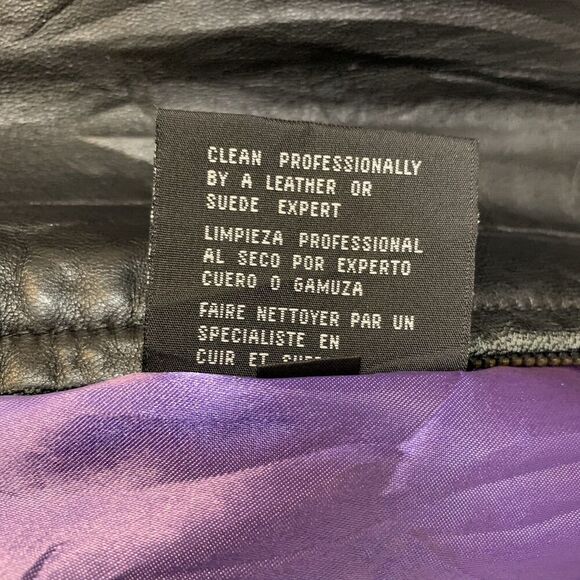 CLEAN PROFESSIONALLY
BY A LEATHER OR
SUEDE EXPERT
LIMPIEZA PROFESSIONAL
AL SECO POR EXPERTO
CUERO O GAMUZA
FAIRE NETTOYER PAR UN
SPECIALISTE EN
CUIR ET